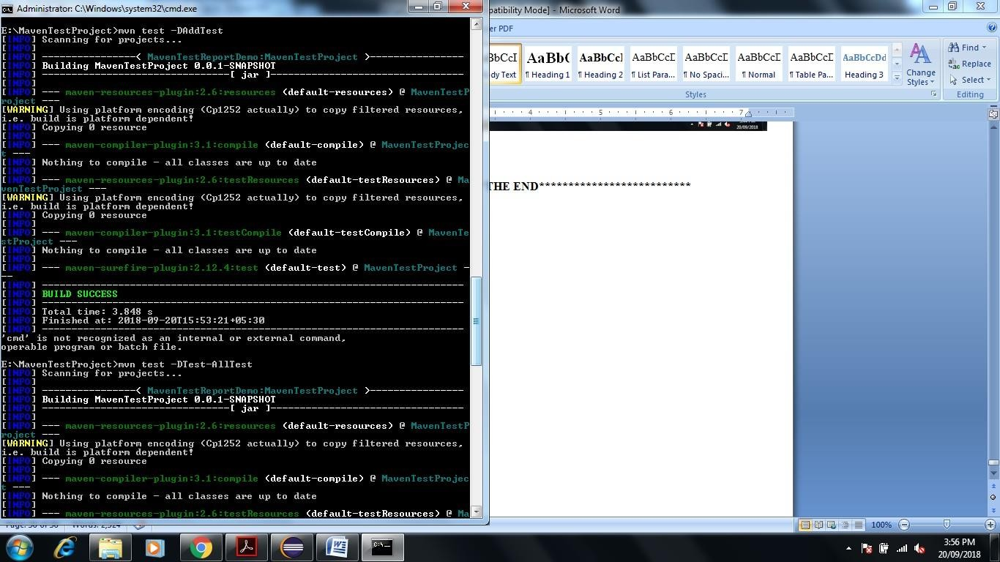 Administrator: C:\Windows\system32\cmd.exe
E:\MavenTestProject>mvn test -DAddTest
[INFO] Scanning for projects...
[INFO]
[INFO] ----------------< MavenTestReportDemo:MavenTestProject >----------------
[INFO] Building MavenTestProject 0.0.1-SNAPSHOT
[INFO] --------------------------------[ jar ]---------------------------------
[INFO]
[INFO] --- maven-resources-plugin:2.6:resources (default-resources) @ MavenTestP
roject ---
[WARNING] Using platform encoding (Cp1252 actually) to copy filtered resources,
i.e. build is platform dependent!
[INFO] Copying 0 resource
[INFO]
[INFO] --- maven-compiler-plugin:3.1:compile (default-compile) @ MavenTestProjec
t ---
[INFO] Nothing to compile - all classes are up to date
[INFO]
[INFO] --- maven-resources-plugin:2.6:testResources (default-testResources) @ Ma
venTestProject ---
[WARNING] Using platform encoding (Cp1252 actually) to copy filtered resources,
i.e. build is platform dependent!
[INFO] Copying 0 resource
[INFO]
[INFO] --- maven-compiler-plugin:3.1:testCompile (default-testCompile) @ MavenTe
stProject ---
[INFO] Nothing to compile - all classes are up to date
[INFO]
[INFO] --- maven-surefire-plugin:2.12.4:test (default-test) @ MavenTestProject -
--
[INFO] ------------------------------------------------------------------------
[INFO] BUILD SUCCESS
[INFO] ------------------------------------------------------------------------
[INFO] Total time: 3.848 s
[INFO] Finished at: 2018-09-20T15:53:21+05:30
[INFO] ------------------------------------------------------------------------
'cmd' is not recognized as an internal or external command,
operable program or batch file.
E:\MavenTestProject>mvn test -DTest-AllTest
[INFO] Scanning for projects...
[INFO]
[INFO] ----------------< MavenTestReportDemo:MavenTestProject >----------------
[INFO] Building MavenTestProject 0.0.1-SNAPSHOT
[INFO] --------------------------------[ jar ]---------------------------------
[INFO]
[INFO] --- maven-resources-plugin:2.6:resources (default-resources) @ MavenTestP
roject ---
[WARNING] Using platform encoding (Cp1252 actually) to copy filtered resources,
i.e. build is platform dependent!
[INFO] Copying 0 resource
[INFO]
[INFO] --- maven-compiler-plugin:3.1:compile (default-compile) @ MavenTestProjec
t ---
[INFO] Nothing to compile - all classes are up to date
[INFO]
[INFO] --- maven-resources-plugin:2.6:testResources (default-testResources) @ Ma
patibility Mode] - Microsoft Word
er PDF
bCcI AaBb( AaBbCcI AaBbCcD AaBbCcD AaBbCcD AaBbCcD AaBbCcDd
dy Text ¶ Heading 1 ¶ Heading 2 ¶ List Para... ¶ No Spaci... ¶ Normal ¶ Table Pa... Heading 3
Change
Styles
Find
Replace
Select
Styles
Editing
4 5 6 7
20/09/2018
THE END**************************
Words: 2,524
100%
C:\_
3:56 PM
20/09/2018